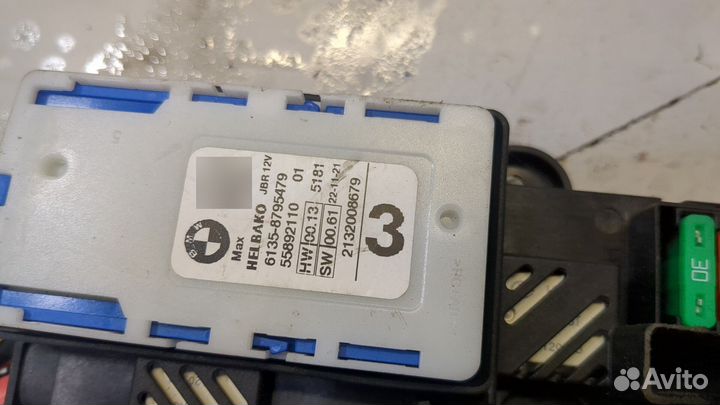 BMW
Max
HELBAKO JBR 12V
6135-8795479 01
55892110 5181
HW 00.13
SW 00.61 22-11-21
2132008679
3
30
Avito